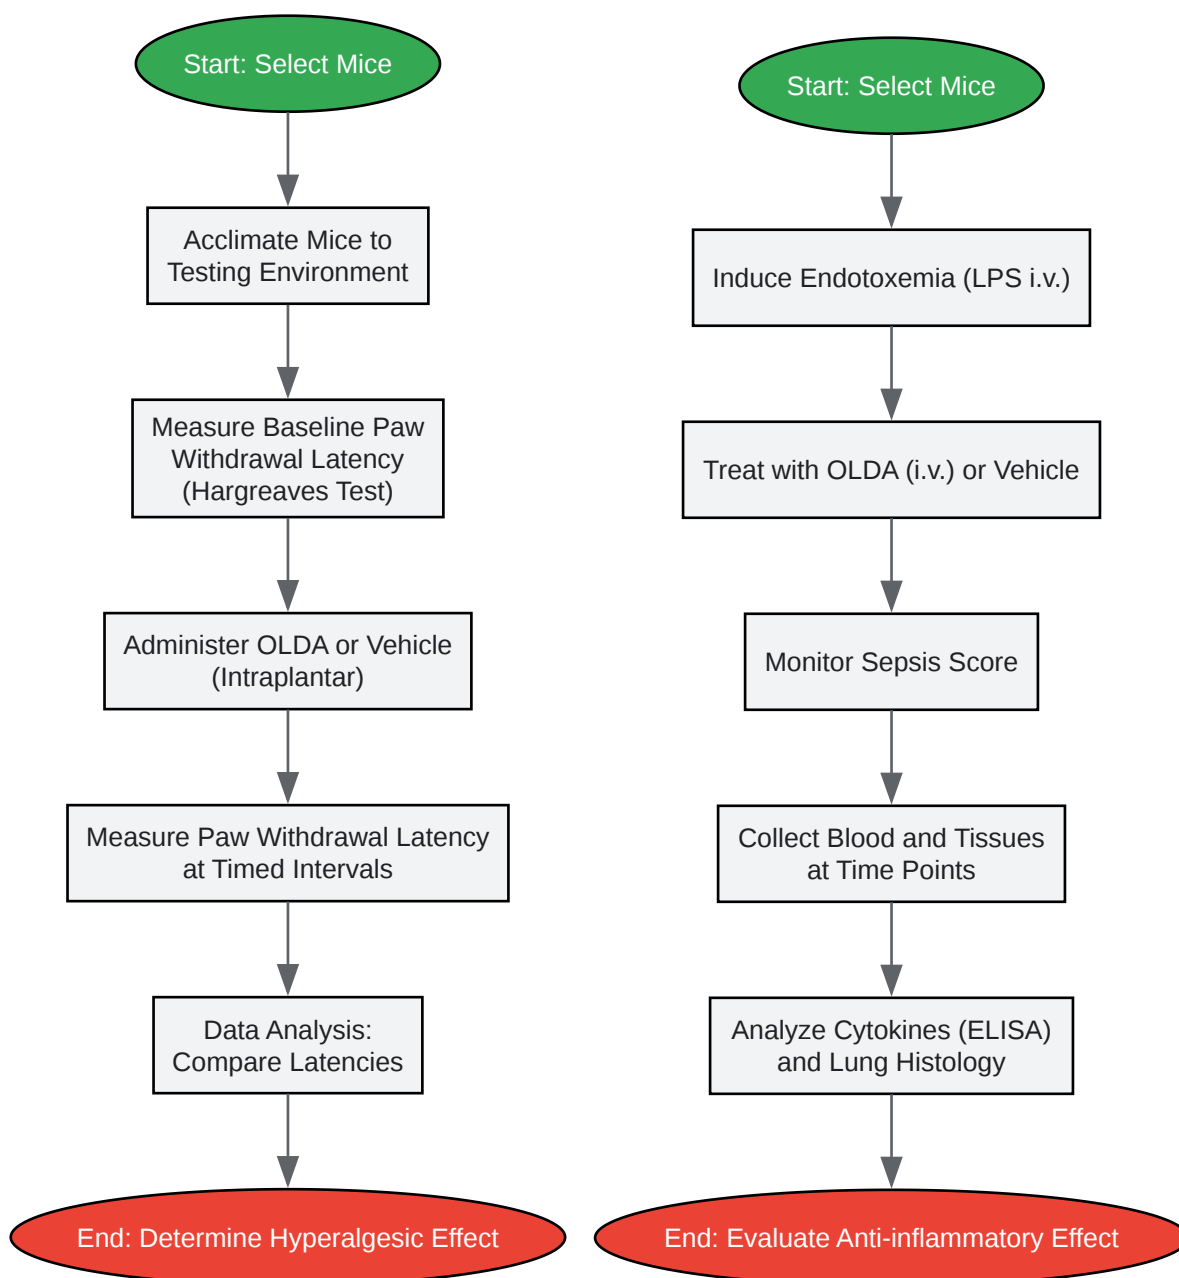 Start: Select Mice
Acclimate Mice to
Testing Environment
Measure Baseline Paw
Withdrawal Latency
(Hargreaves Test)
Administer OLDA or Vehicle
(Intraplantar)
Measure Paw Withdrawal Latency
at Timed Intervals
Data Analysis:
Compare Latencies
End: Determine Hyperalgesic Effect
Start: Select Mice
Induce Endotoxemia (LPS i.v.)
Treat with OLDA (i.v.) or Vehicle
Monitor Sepsis Score
Collect Blood and Tissues
at Time Points
Analyze Cytokines (ELISA)
and Lung Histology
End: Evaluate Anti-inflammatory Effect